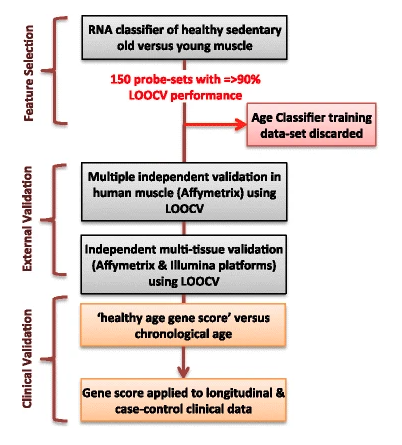 Feature Selection
RNA classifier of healthy sedentary
old versus young muscle
150 probe-sets with =>90%
LOOCV performance
Age Classifier training
data-set discarded
External Validation
Multiple independent validation in
human muscle (Affymetrix) using
LOOCV
Independent multi-tissue validation
(Affymetrix & Illumina platforms)
using LOOCV
Clinical Validation
‘healthy age gene score’ versus
chronological age
Gene score applied to longitudinal &
case-control clinical data